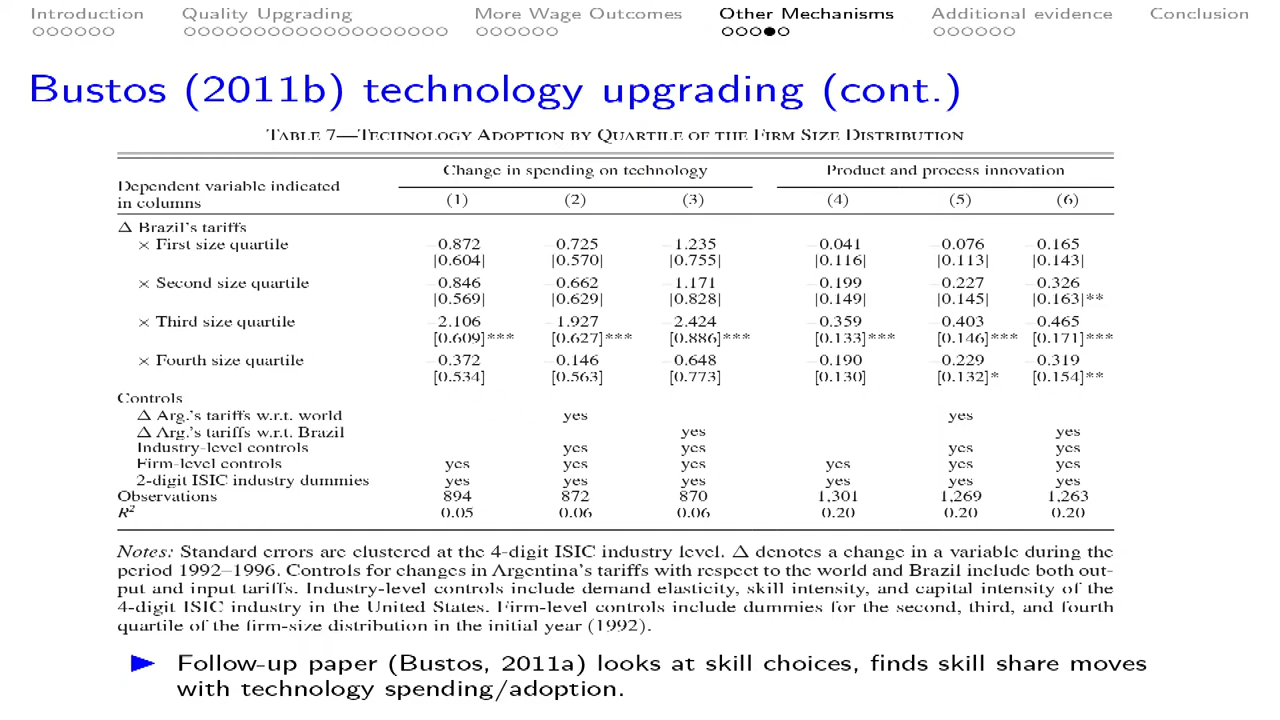 Introduction Quality Upgrading More Wage Outcomes Other Mechanisms Additional evidence Conclusion
Bustos (2011b) technology upgrading (cont.)
Table 7—Technology Adoption by Quartile of the Firm Size Distribution
Change in spending on technology Product and process innovation
Dependent variable indicated
in columns (1) (2) (3) (4) (5) (6)
Δ Brazil's tariffs
× First size quartile −0.872 −0.725 −1.235 −0.041 −0.076 −0.165
[0.604] [0.570] [0.755] [0.116] [0.113] [0.143]
× Second size quartile −0.846 −0.662 −1.171 −0.199 −0.227 −0.326
[0.569] [0.629] [0.828] [0.149] [0.145] [0.163]**
× Third size quartile −2.106 −1.927 −2.424 −0.359 −0.403 −0.465
[0.609]*** [0.627]*** [0.886]*** [0.133]*** [0.146]*** [0.171]***
× Fourth size quartile −0.372 −0.146 −0.648 −0.190 −0.229 −0.319
[0.534] [0.563] [0.773] [0.130] [0.132]* [0.154]**
Controls
Δ Arg.'s tariffs w.r.t. world yes yes
Δ Arg.'s tariffs w.r.t. Brazil yes yes
Industry-level controls yes yes yes yes
Firm-level controls yes yes yes yes yes yes
2-digit ISIC industry dummies yes yes yes yes yes yes
Observations 894 872 870 1,301 1,269 1,263
R² 0.05 0.06 0.06 0.20 0.20 0.20
Notes: Standard errors are clustered at the 4-digit ISIC industry level. Δ denotes a change in a variable during the
period 1992–1996. Controls for changes in Argentina's tariffs with respect to the world and Brazil include both out-
put and input tariffs. Industry-level controls include demand elasticity, skill intensity, and capital intensity of the
4-digit ISIC industry in the United States. Firm-level controls include dummies for the second, third, and fourth
quartile of the firm-size distribution in the initial year (1992).
Follow-up paper (Bustos, 2011a) looks at skill choices, finds skill share moves
with technology spending/adoption.